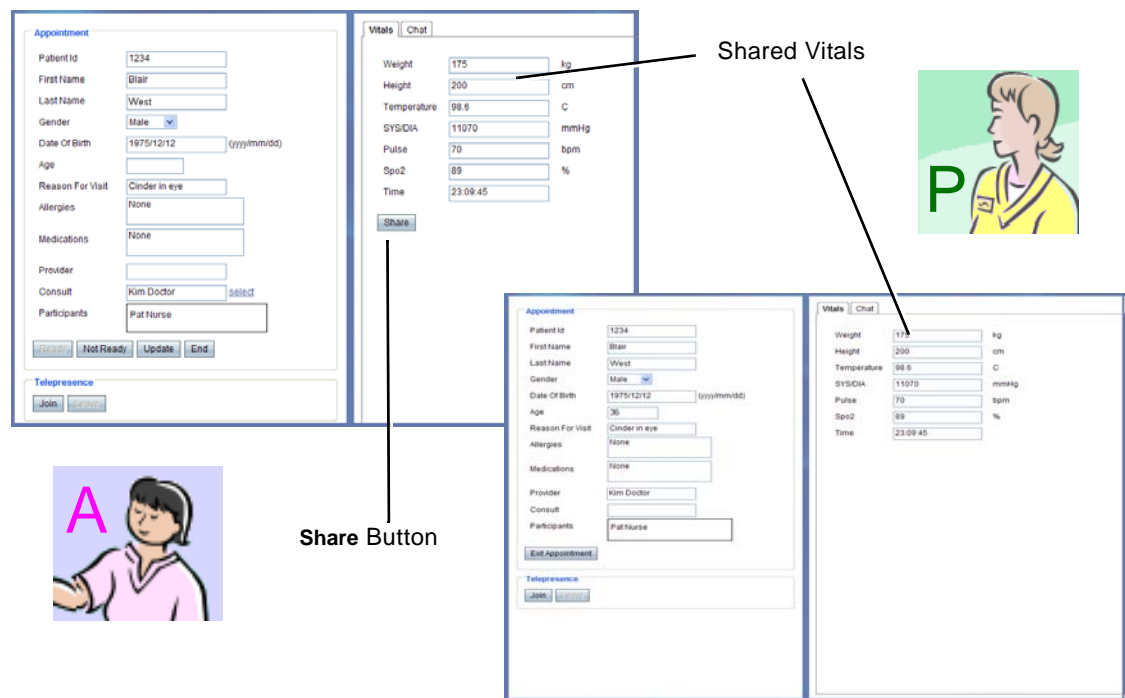 Appointment
Patient Id 1234
First Name Blair
Last Name West
Gender Male
Date Of Birth 1975/12/12 (yyyy/mm/dd)
Age
Reason For Visit Cinder in eye
Allergies None
Medications None
Provider
Consult Kim Doctor select
Participants Pat Nurse
Ready Not Ready Update End
Telepresence
Join Leave
Vitals Chat
Weight 175 kg
Height 200 cm
Temperature 98.6 C
SYS/DIA 11070 mmHg
Pulse 70 bpm
Spo2 89 %
Time 23:09:45
Share
Shared Vitals
P
A
Share Button
Appointment
Patient Id 1234
First Name Blair
Last Name West
Gender Male
Date Of Birth 1975/12/12 (yyyy/mm/dd)
Age 36
Reason For Visit Cinder in eye
Allergies None
Medications None
Provider Kim Doctor
Consult
Participants Pat Nurse
Exit Appointment
Telepresence
Join Leave
Vitals Chat
Weight 175 kg
Height 200 cm
Temperature 98.6 C
SYS/DIA 11070 mmHg
Pulse 70 bpm
Spo2 89 %
Time 23:09:45